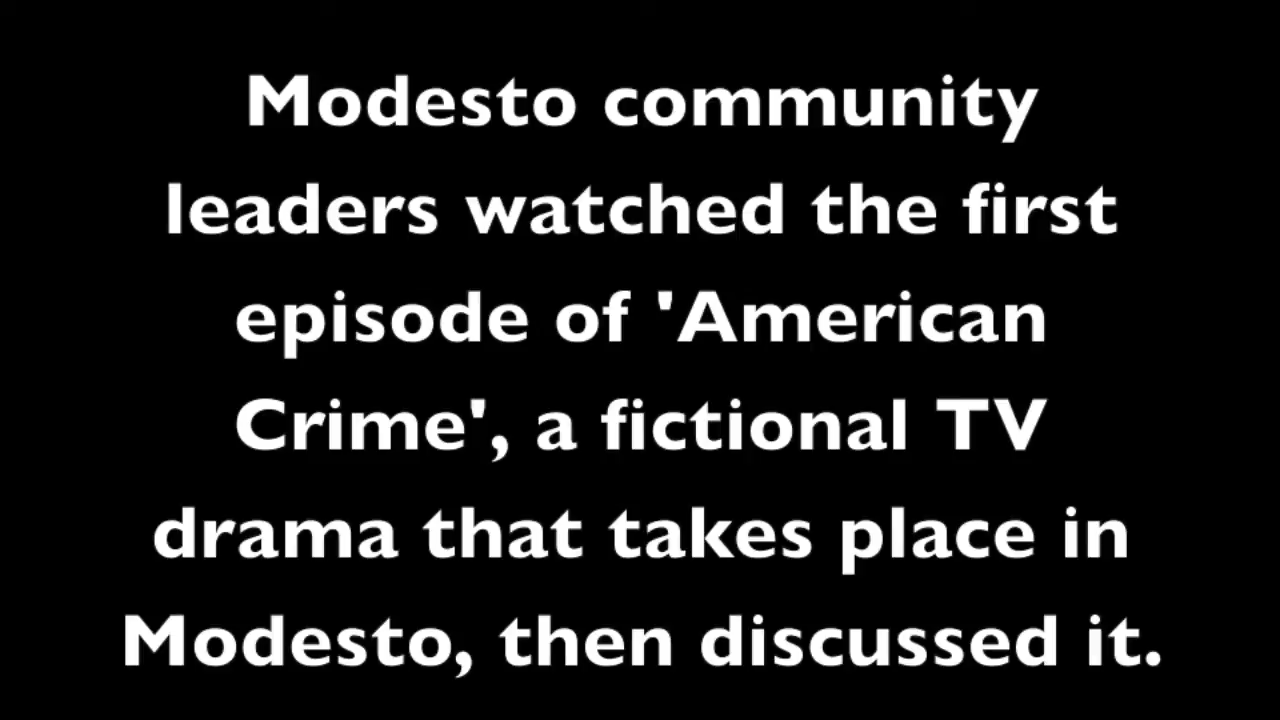 Modesto community
leaders watched the first
episode of 'American
Crime', a fictional TV
drama that takes place in
Modesto, then discussed it.